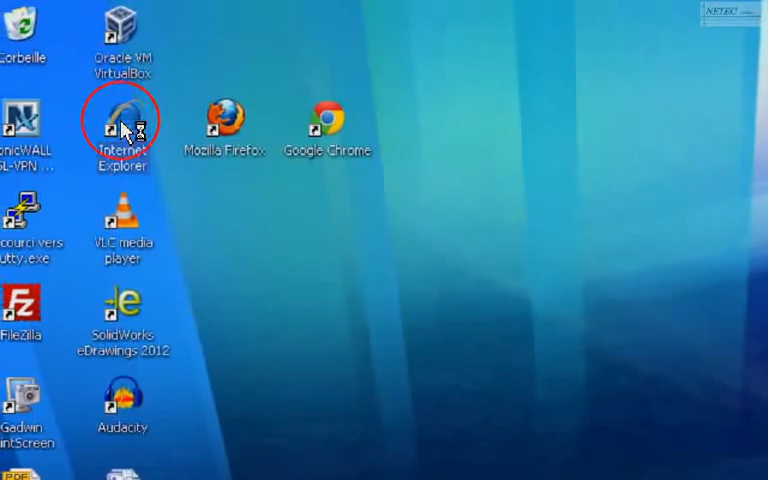 NETEC
Corbeille
Oracle VM
VirtualBox
onicWALL
SL-VPN ...
Internet
Explorer
Mozilla Firefox
Google Chrome
courci vers
utty.exe
VLC media
player
FileZilla
SolidWorks
eDrawings 2012
Gadwin
intScreen
Audacity
PDF